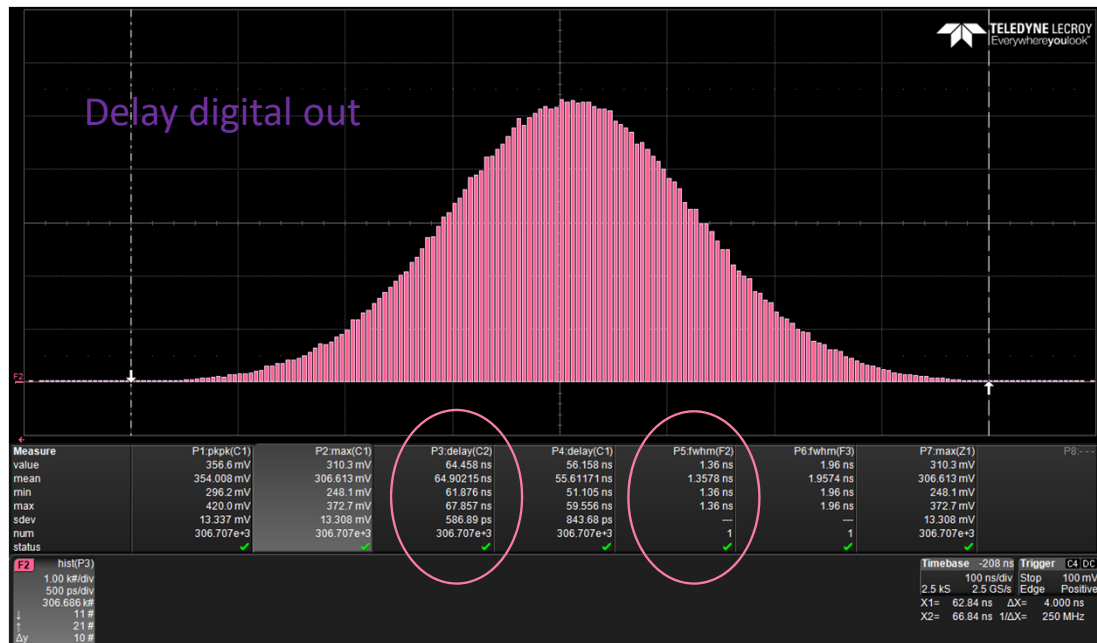 TELEDYNE LECROY
Everywhereyoulook™
Delay digital out
F2
Measure P1:pkpk(C1) P2:max(C1) P3:delay(C2) P4:delay(C1) P5:fwhm(F2) P6:fwhm(F3) P7:max(Z1) P8:---
value 356.6 mV 310.3 mV 64.458 ns 56.158 ns 1.36 ns 1.96 ns 310.3 mV
mean 354.008 mV 306.613 mV 64.90215 ns 55.61171 ns 1.3578 ns 1.9574 ns 306.613 mV
min 296.2 mV 248.1 mV 61.876 ns 51.105 ns 1.36 ns 1.96 ns 248.1 mV
max 420.0 mV 372.7 mV 67.857 ns 59.556 ns 1.36 ns 1.96 ns 372.7 mV
sdev 13.337 mV 13.308 mV 586.89 ps 843.68 ps --- --- 13.308 mV
num 306.707e+3 306.707e+3 306.707e+3 306.707e+3 1 1 306.707e+3
status ✓ ✓ ✓ ✓ ✓ ✓ ✓
F2 hist(P3)
1.00 k#/div
500 ps/div
306.686 k#
↓ 11 #
↑ 21 #
Δy 10 #
Timebase -208 ns Trigger C4 DC
100 ns/div Stop 100 mV
2.5 kS 2.5 GS/s Edge Positive
X1= 62.84 ns ΔX= 4.000 ns
X2= 66.84 ns 1/ΔX= 250 MHz